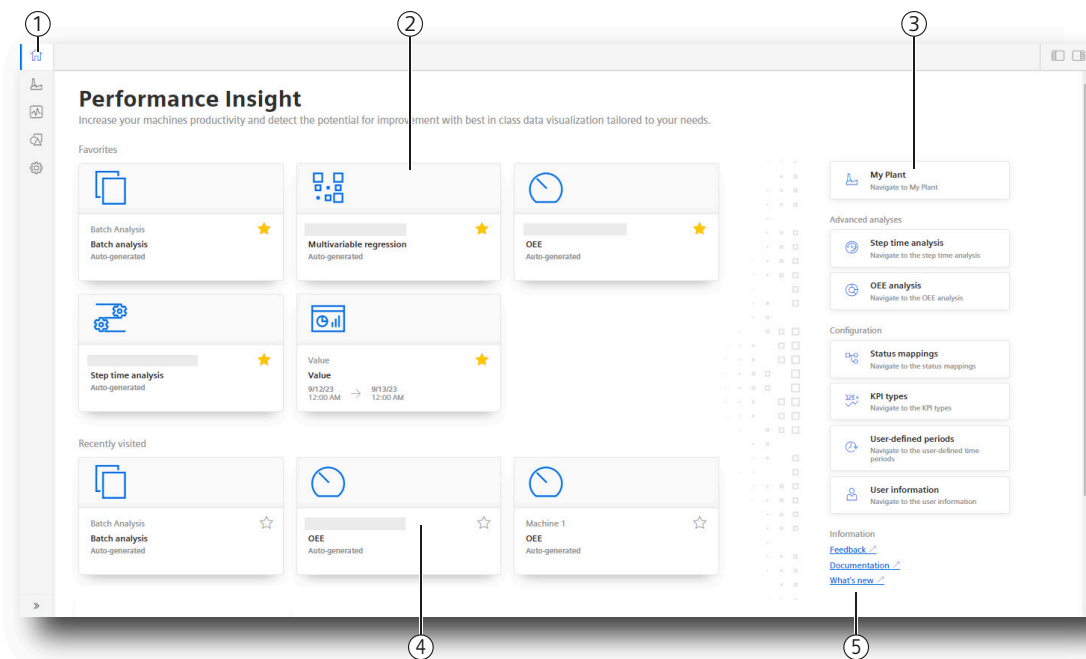 1
2
3
Performance Insight
Increase your machines productivity and detect the potential for improvement with best in class data visualization tailored to your needs.
Favorites
Batch Analysis
Batch analysis
Auto-generated
Multivariable regression
Auto-generated
OEE
Auto-generated
Step time analysis
Auto-generated
Value
Value
9/12/23
12:00 AM
9/13/23
12:00 AM
Recently visited
Batch Analysis
Batch analysis
Auto-generated
OEE
Auto-generated
Machine 1
OEE
Auto-generated
My Plant
Navigate to My Plant
Advanced analyses
Step time analysis
Navigate to the step time analysis
OEE analysis
Navigate to the OEE analysis
Configuration
Status mappings
Navigate to the status mappings
KPI types
Navigate to the KPI types
User-defined periods
Navigate to the user-defined time
periods
User information
Navigate to the user information
Information
Feedback
Documentation
What's new
4
5